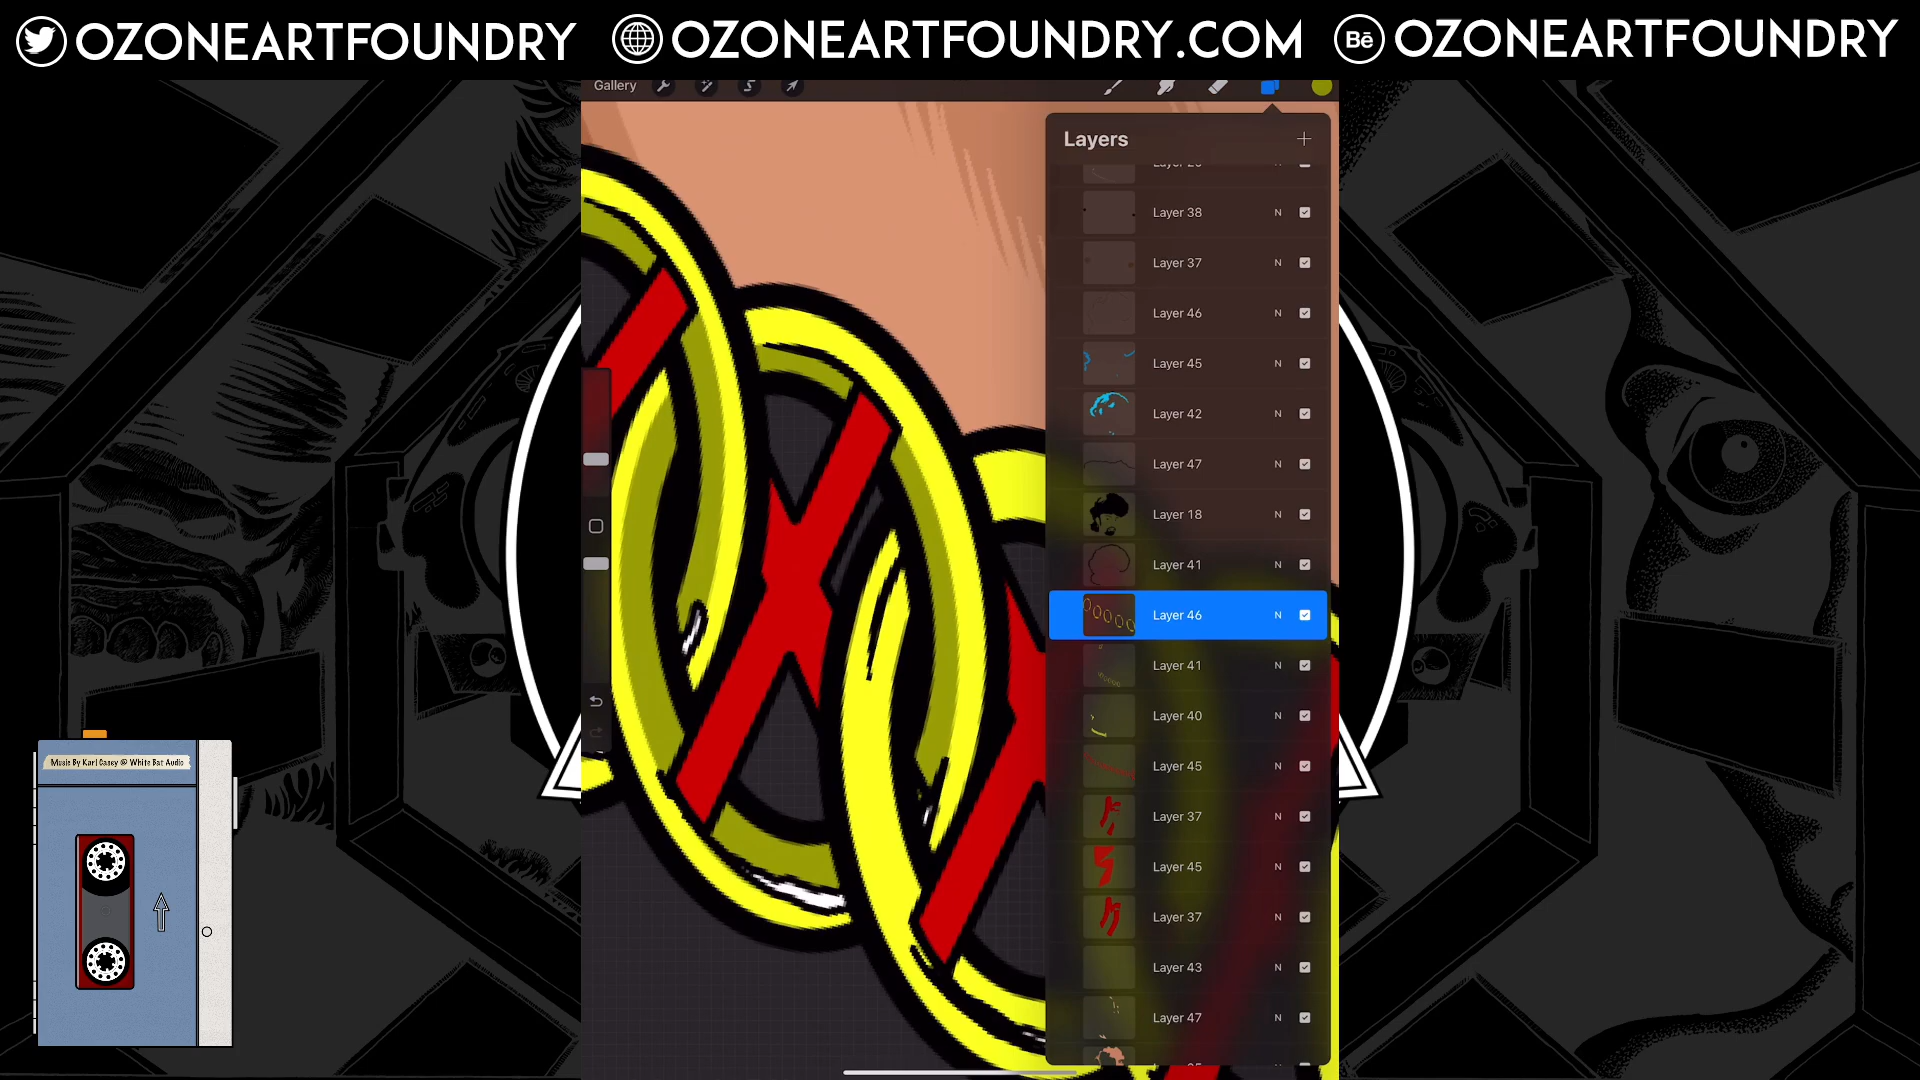 OZONEARTFOUNDRY
OZONEARTFOUNDRY.COM
Bē OZONEARTFOUNDRY
Gallery
Layers
Layer 38 N
Layer 37 N
Layer 46 N
Layer 45 N
Layer 42 N
Layer 47 N
Layer 18 N
Layer 41 N
Layer 46 N
Layer 41 N
Layer 40 N
Layer 45 N
Layer 37 N
Layer 45 N
Layer 37 N
Layer 43 N
Layer 47 N
Music By Karl Casey @ White Bat Audio